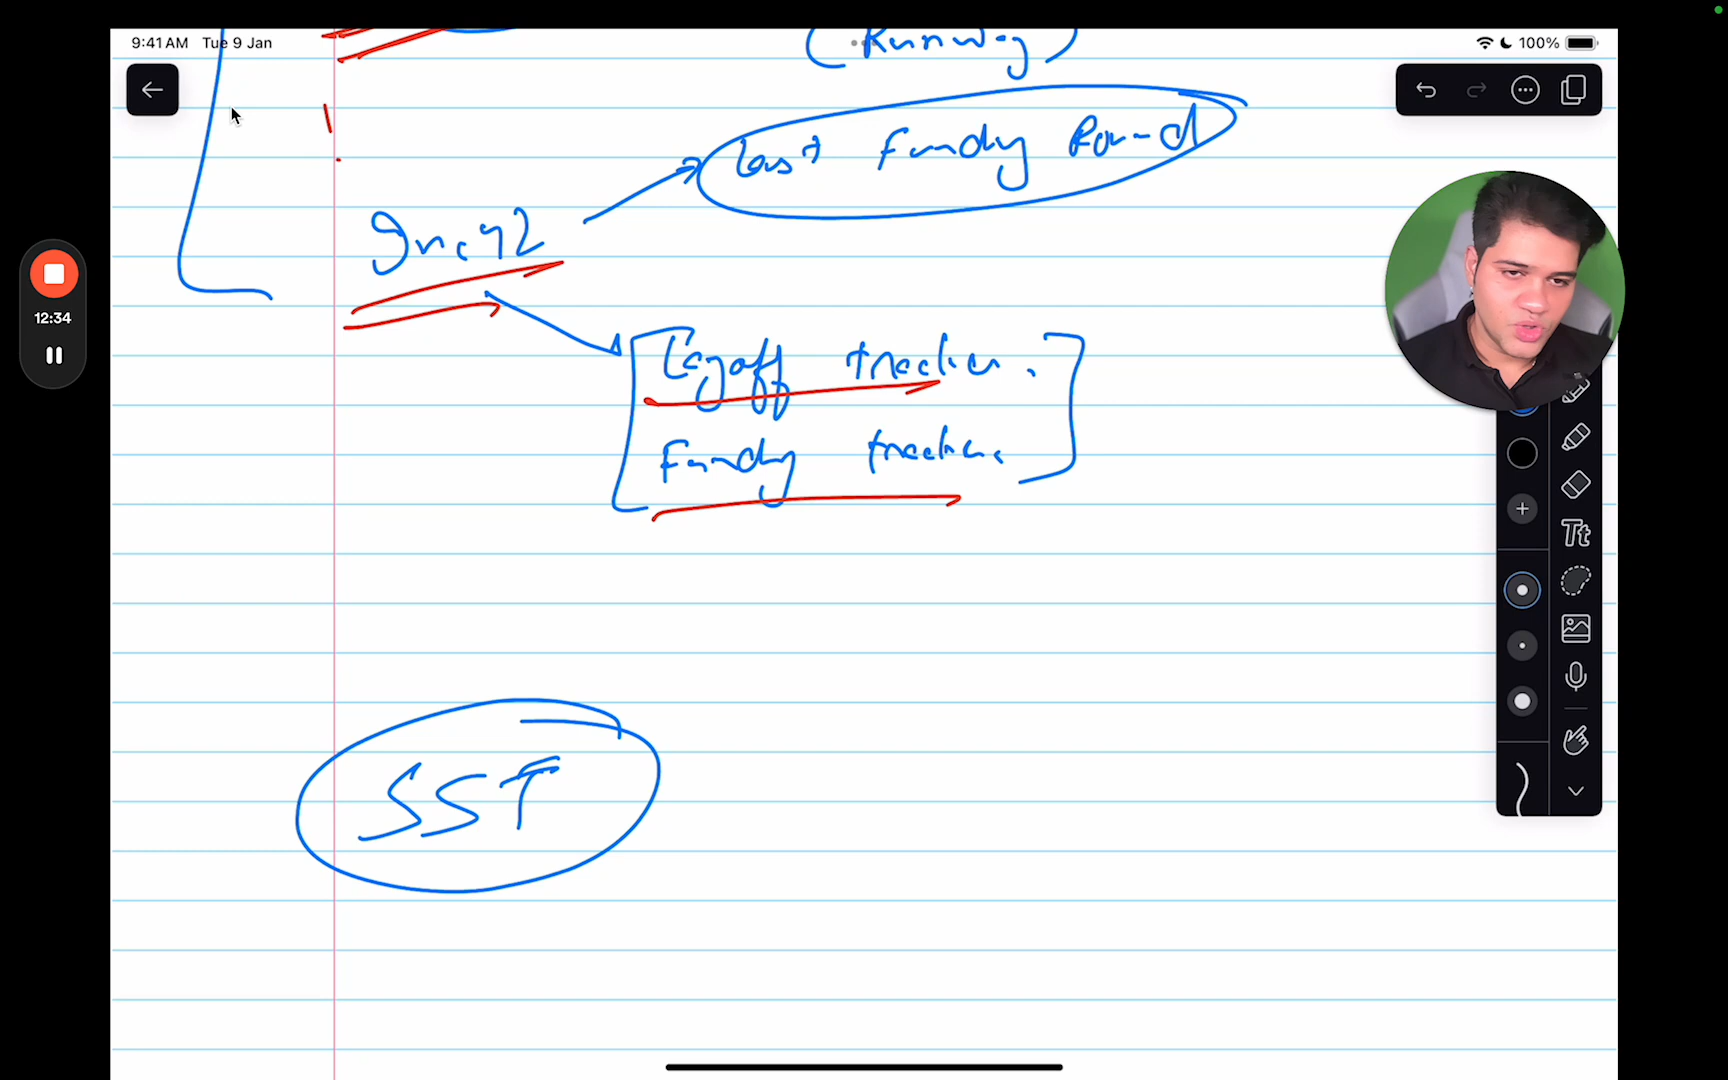 9:41 AM Tue 9 Jan
100%
(Runway)
Last Funding Round
Inc42
Layoff tracker.
Funding tracker.
12:34
Tt
SST